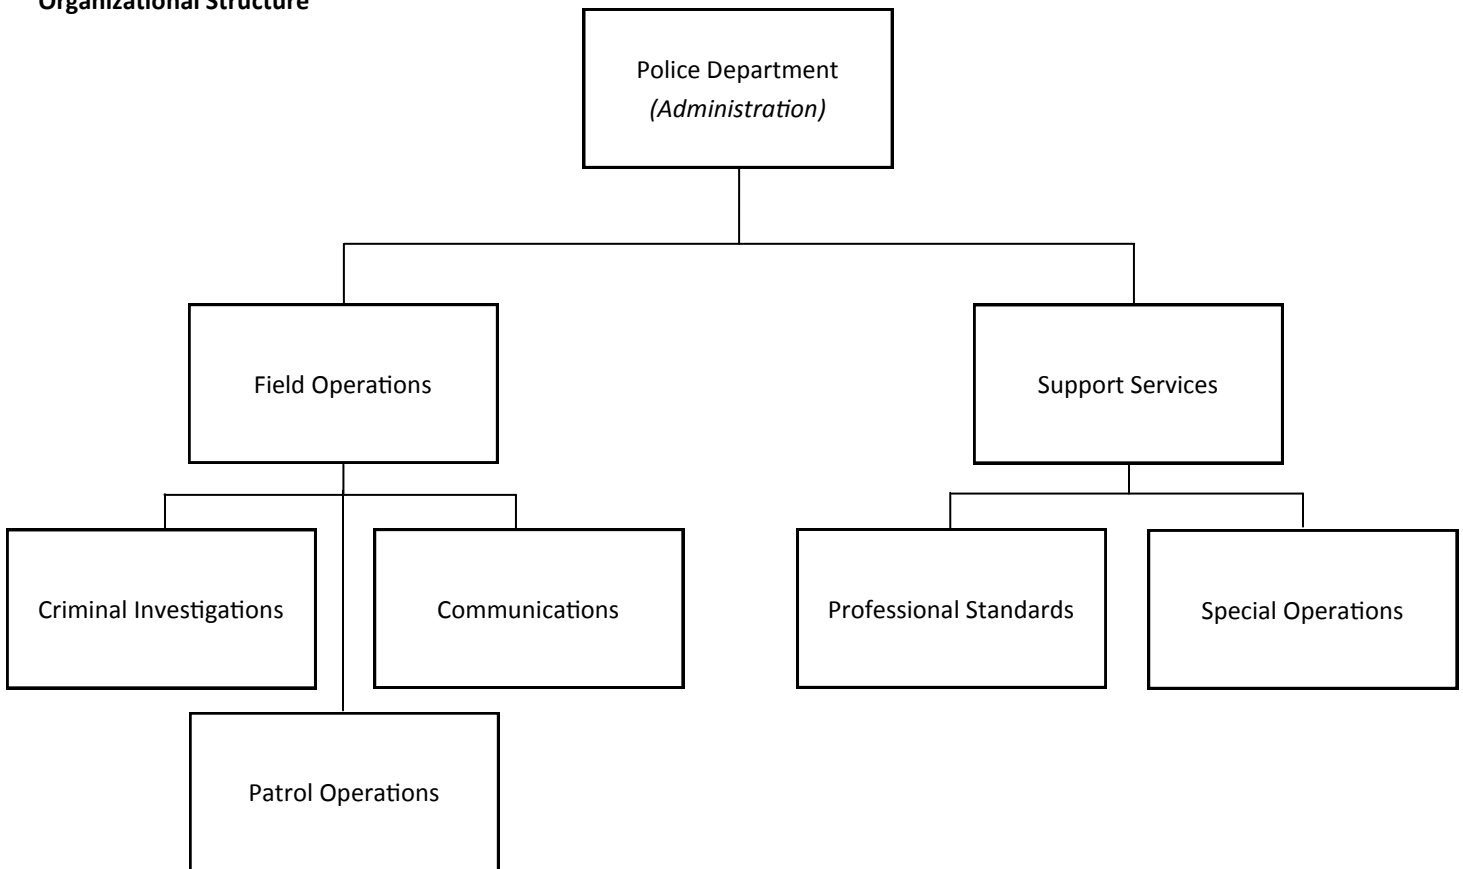 Organizational Structure
Police Department
(Administration)
Field Operations
Support Services
Criminal Investigations
Communications
Professional Standards
Special Operations
Patrol Operations